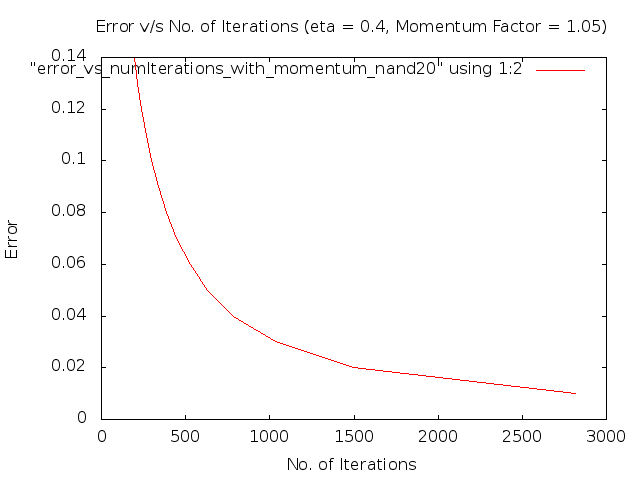 Error v/s No. of Iterations (eta = 0.4, Momentum Factor = 1.05)
"error_vs_numIterations_with_momentum_nand20" using 1:2
0.14
0.12
0.1
0.08
0.06
0.04
0.02
0
Error
0 500 1000 1500 2000 2500 3000
No. of Iterations